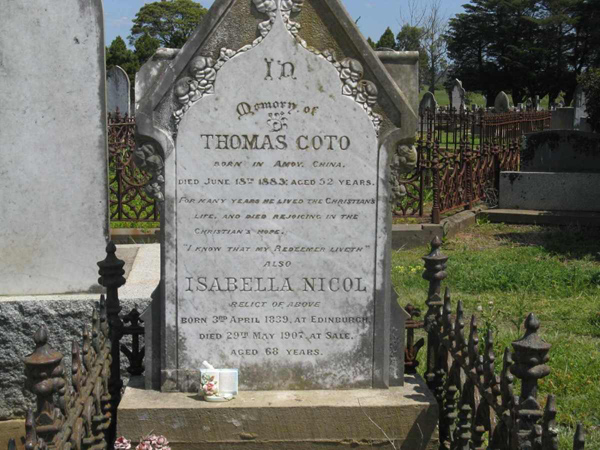 In
Memory of
THOMAS COTO
BORN IN AMOY, CHINA,
DIED JUNE 18TH 1883; AGED 52 YEARS.
FOR MANY YEARS HE LIVED THE CHRISTIAN'S
LIFE, AND DIED REJOICING IN THE
CHRISTIAN'S HOPE.
"I KNOW THAT MY REDEEMER LIVETH"
ALSO
ISABELLA NICOL
RELICT OF ABOVE
BORN 3RD APRIL 1839, AT EDINBURGH
DIED 29TH MAY 1907, AT SALE,
AGED 68 YEARS.